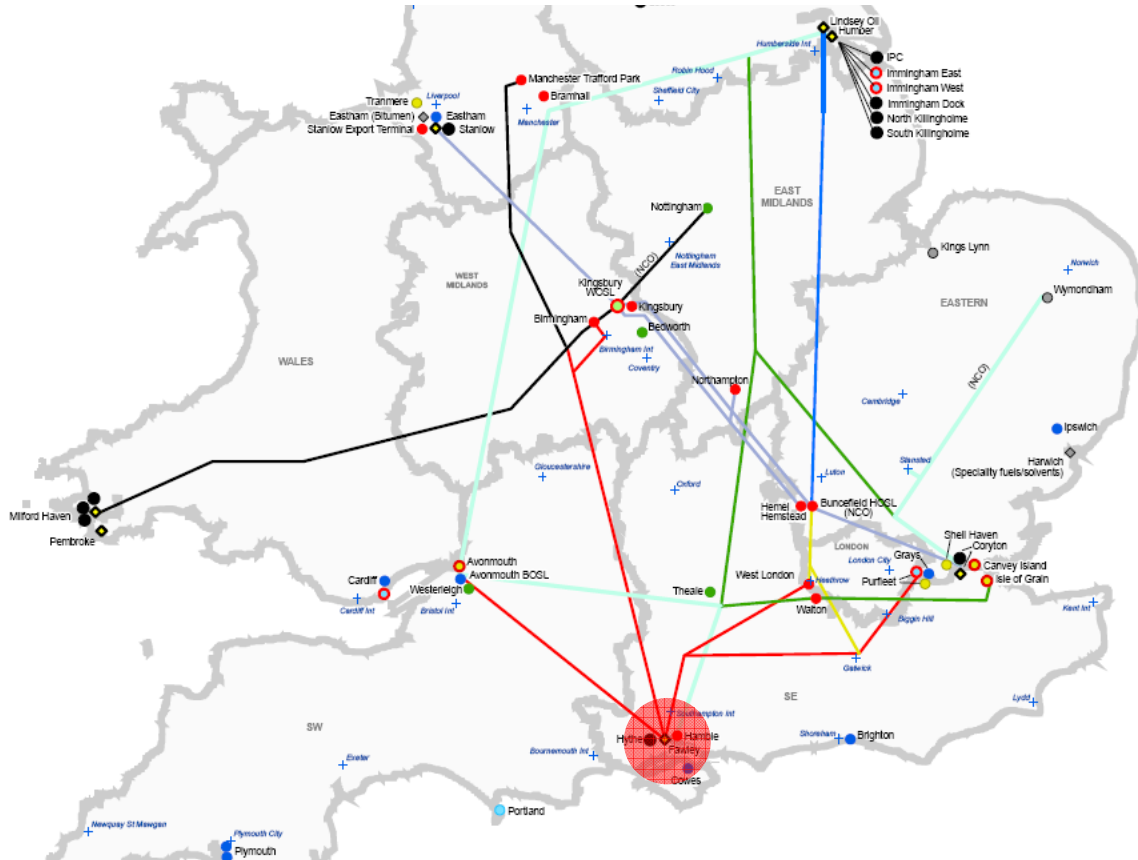 Lindsey Oil
Humber
Humberside Int
IPC
Immingham East
Immingham West
Immingham Dock
North Killingholme
South Killingholme
Robin Hood
Sheffield City
Manchester Trafford Park
Bramhall
Manchester
Liverpool
Tranmere
Eastham (Bitumen)
Eastham
Stanlow Export Terminal
Stanlow
EAST
MIDLANDS
Nottingham
Nottingham
East Midlands
(NCO)
Kings Lynn
Norwich
Wymondham
EASTERN
WEST
MIDLANDS
Kingsbury
WOSL
Kingsbury
Birmingham
Bedworth
Birmingham Int
Coventry
WALES
Northampton
(NCO)
Cambridge
Ipswich
Harwich
(Speciality fuels/solvents)
Stansted
Luton
Gloucestershire
Oxford
Hemel
Hemstead
Buncefield HOSL
(NCO)
Milford Haven
Pembroke
Shell Haven
Coryton
LONDON
London City
Grays
Canvey Island
Isle of Grain
Purfleet
Avonmouth
Avonmouth BOSL
Westerleigh
Cardiff
Cardiff Int
Bristol Int
Theale
West London
Heathrow
Walton
Biggin Hill
Kent Int
Gatwick
SE
Lydd
SW
Southampton Int
Hythe
Hamble
Fawley
Cowes
Bournemouth Int
Shoreham
Brighton
Exeter
Portland
Newquay St Mawgan
Plymouth City
Plymouth